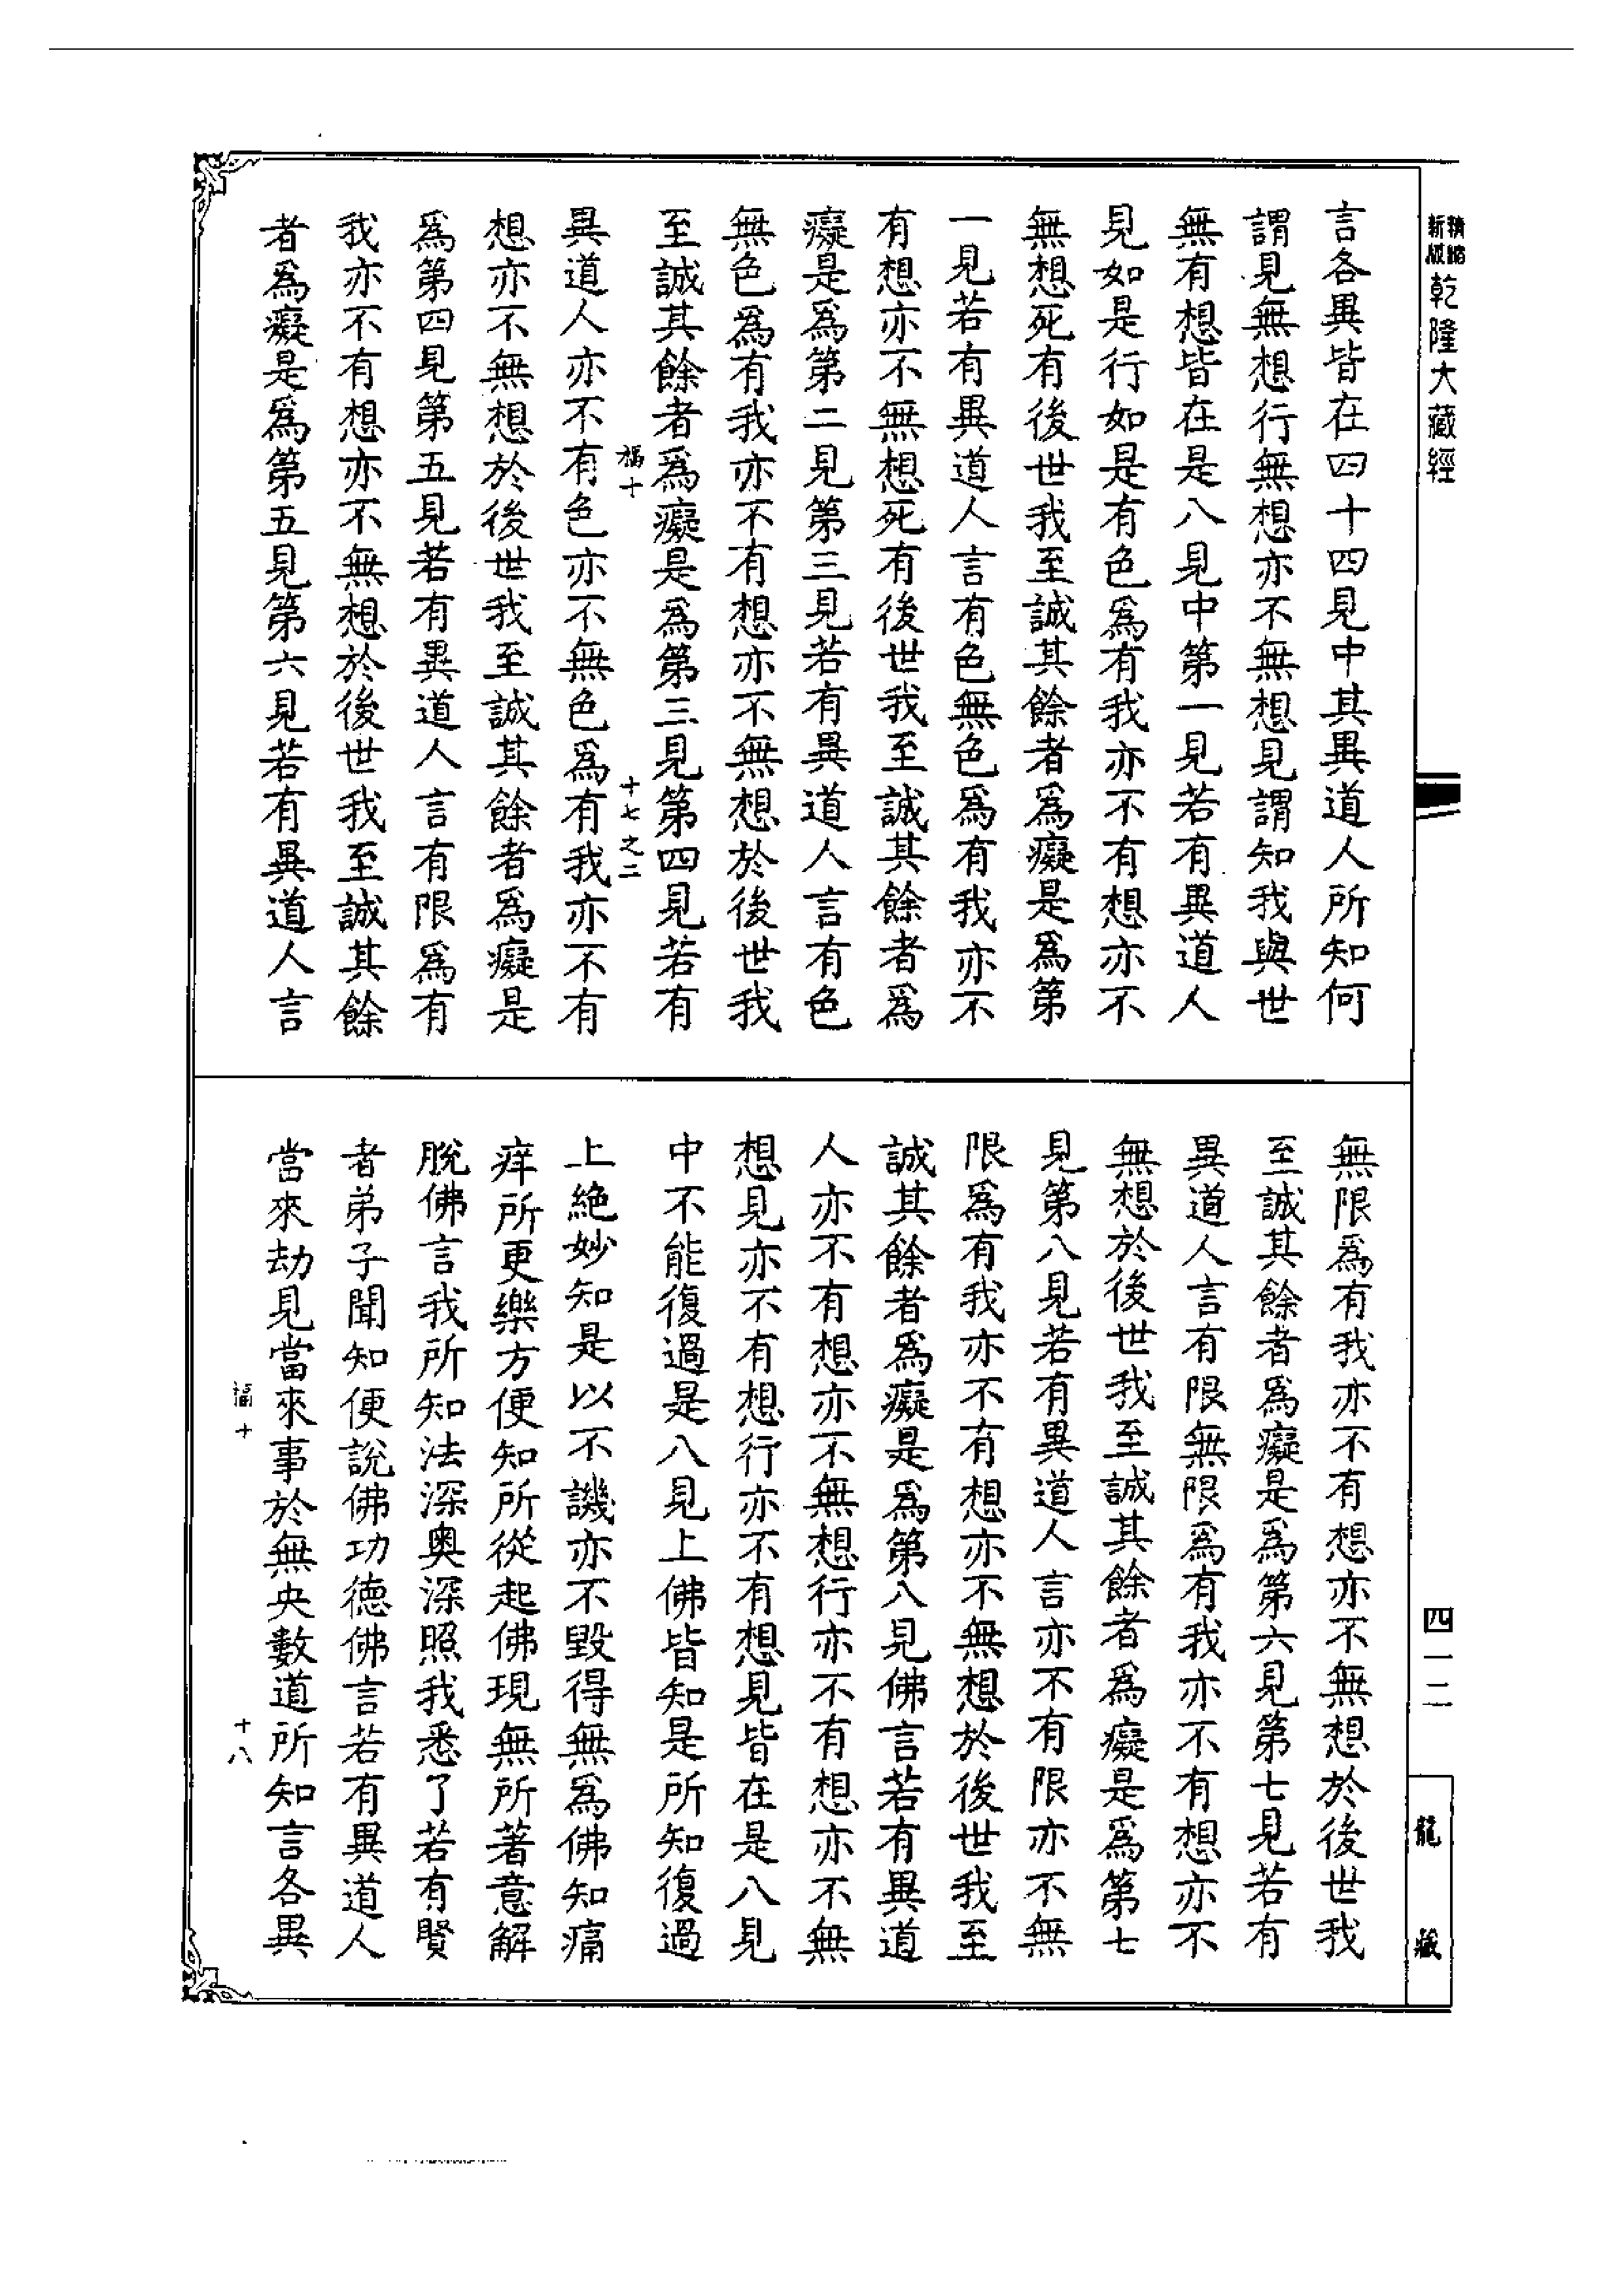 精縮新版乾隆大藏經
言各異皆在四十四見中其異道人所知何
謂見無想行無想亦不無想見謂知我與世
無有想皆在是八見中第一見若有異道人
見如是行如是有色爲有我亦不有想亦不
無想死有後世我至誠其餘者爲癡是爲第
一見若有異道人言有色無色爲有我亦不
有想亦不無想死有後世我至誠其餘者爲
癡是爲第二見第三見若有異道人言有色
無色爲有我亦不有想亦不無想於後世我
至誠其餘者爲癡是爲第三見第四見若有
福十
十七之二
異道人亦不有色亦不無色爲有我亦不有
想亦不無想於後世我至誠其餘者爲癡是
爲第四見第五見若有異道人言有限爲有
我亦不有想亦不無想於後世我至誠其餘
者爲癡是爲第五見第六見若有異道人言
無限爲有我亦不有想亦不無想於後世我
至誠其餘者爲癡是爲第六見第七見若有
異道人言有限無限爲有我亦不有想亦不
無想於後世我至誠其餘者爲癡是爲第七
見第八見若有異道人言亦不有限亦不無
限爲有我亦不有想亦不無想於後世我至
誠其餘者爲癡是爲第八見佛言若有異道
人亦不有想亦不無想行亦不有想亦不無
想見亦不有想行亦不有想見皆在是八見
中不能復過是八見上佛皆知是所知復過
上絶妙知是以不譏亦不毀得無爲佛知痛
痒所更樂方便知所從起佛現無所著意解
脫佛言我所知法深奧深照我悉了若有賢
者弟子聞知便說佛功德佛言若有異道人
當來劫見當來事於無央數道所知言各異
福十
十八
四一二
龍藏